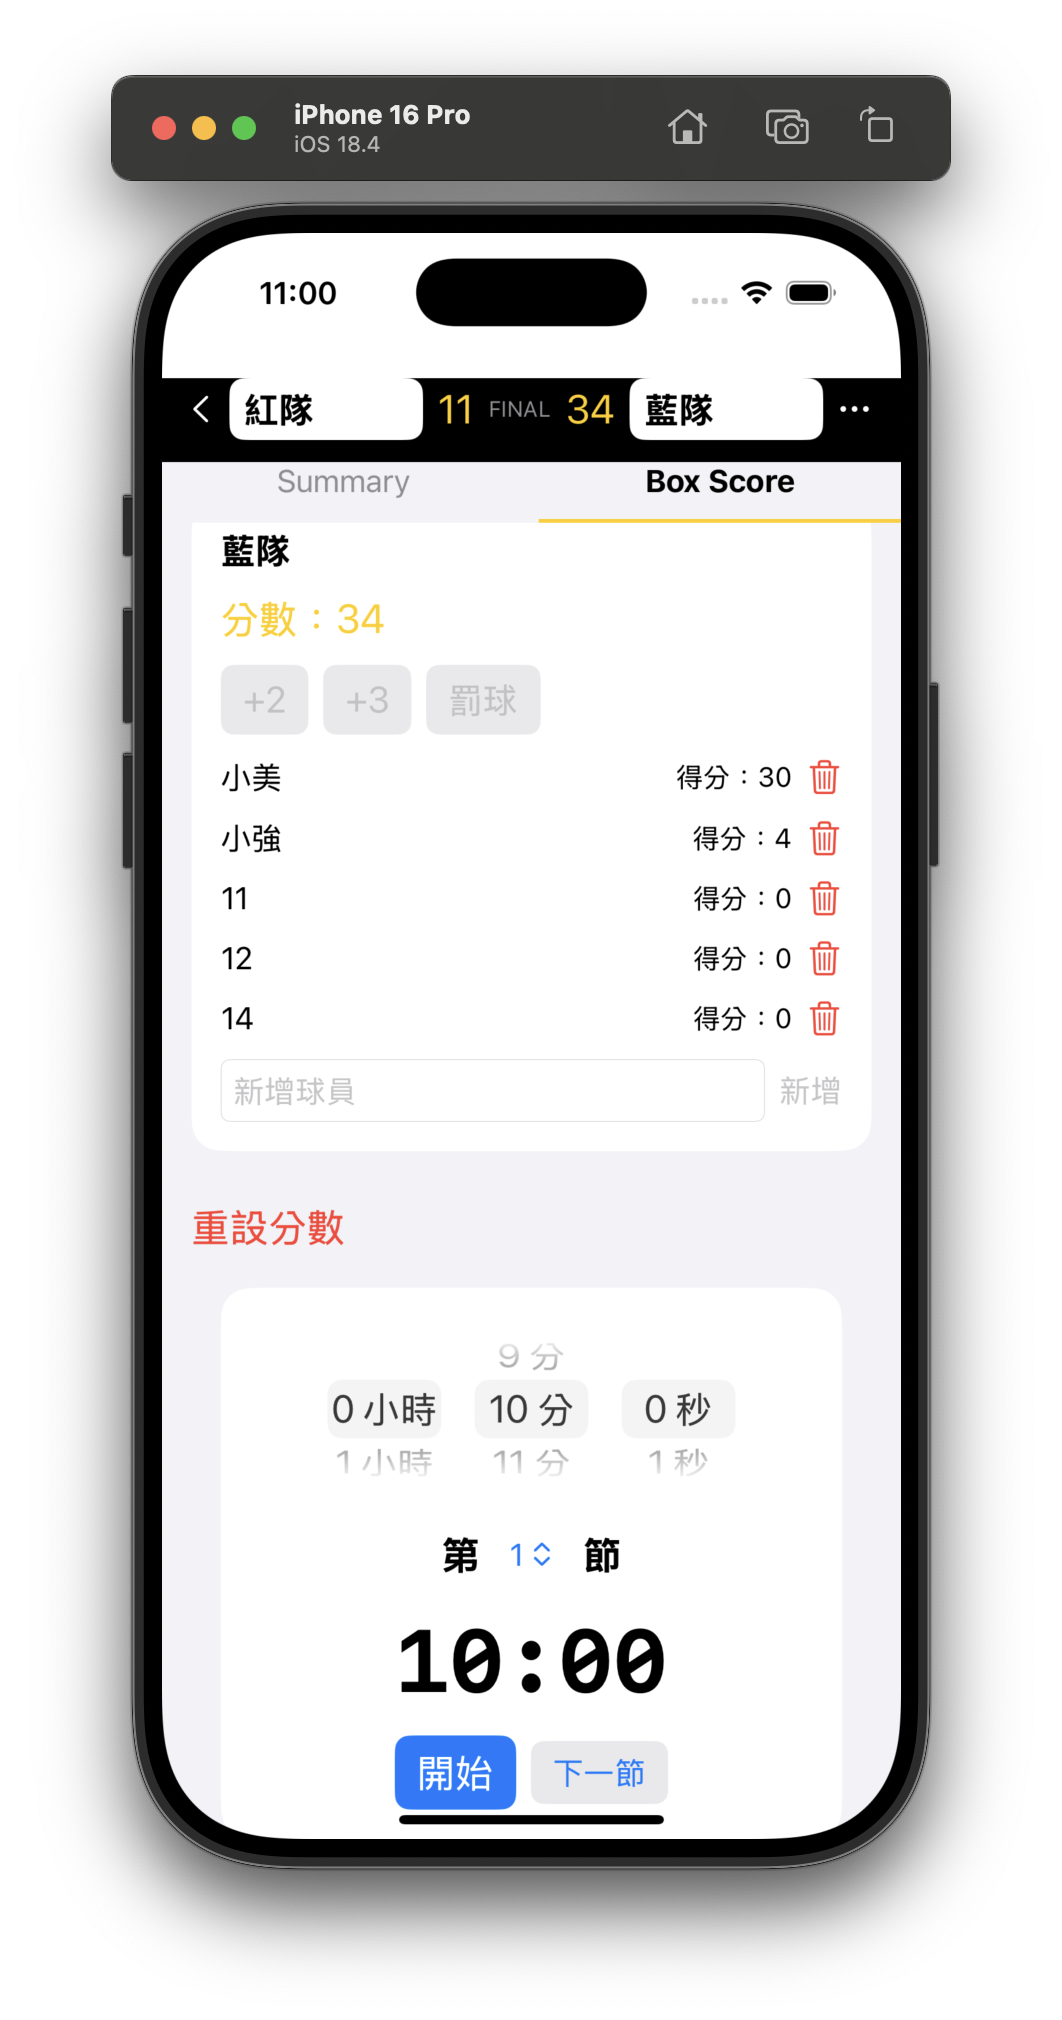 iPhone 16 Pro
iOS 18.4
11:00
紅隊 11 FINAL 34 藍隊
Summary Box Score
藍隊
分數：34
+2 +3 罰球
小美 得分：30
小強 得分：4
11 得分：0
12 得分：0
14 得分：0
新增球員 新增
重設分數
9 分
0 小時 10 分 0 秒
1 小時 11 分 1 秒
第 1 節
10:00
開始 下一節